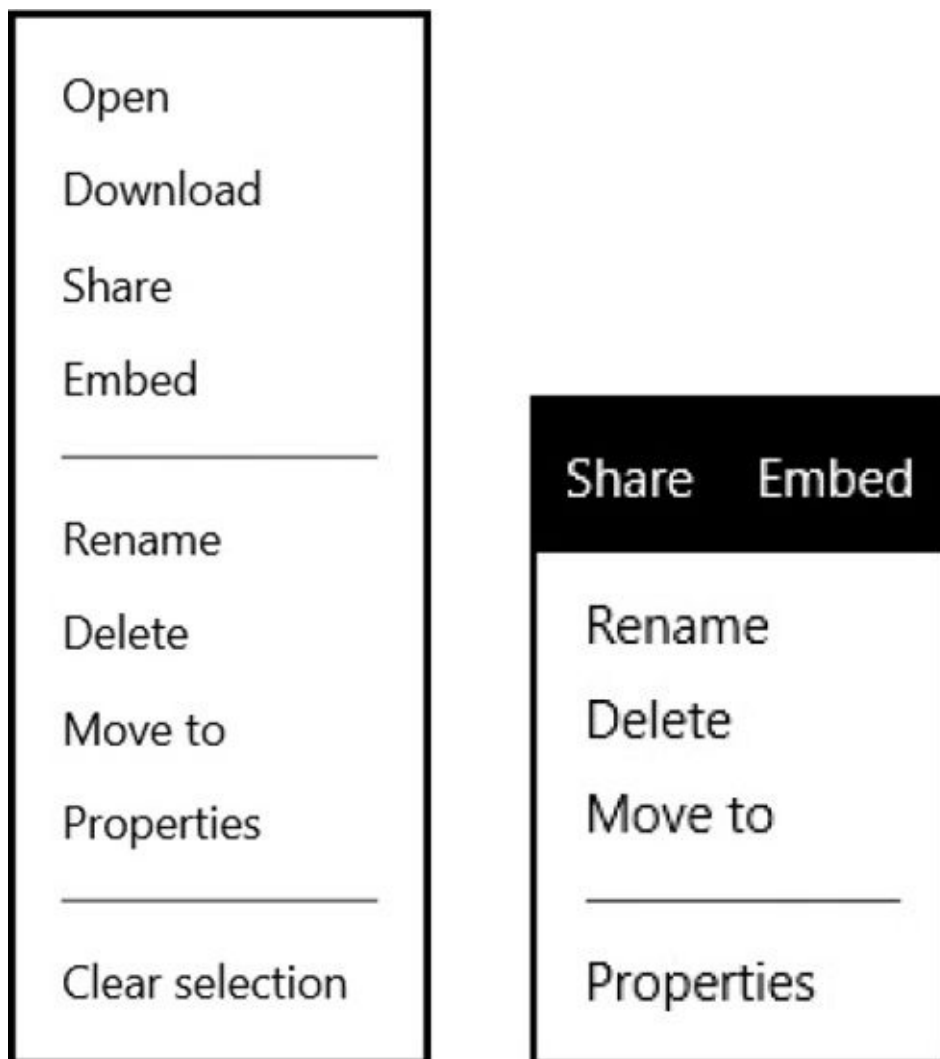 Open
Download
Share
Embed
Rename
Delete
Move to
Properties
Clear selection
Share Embed
Rename
Delete
Move to
Properties